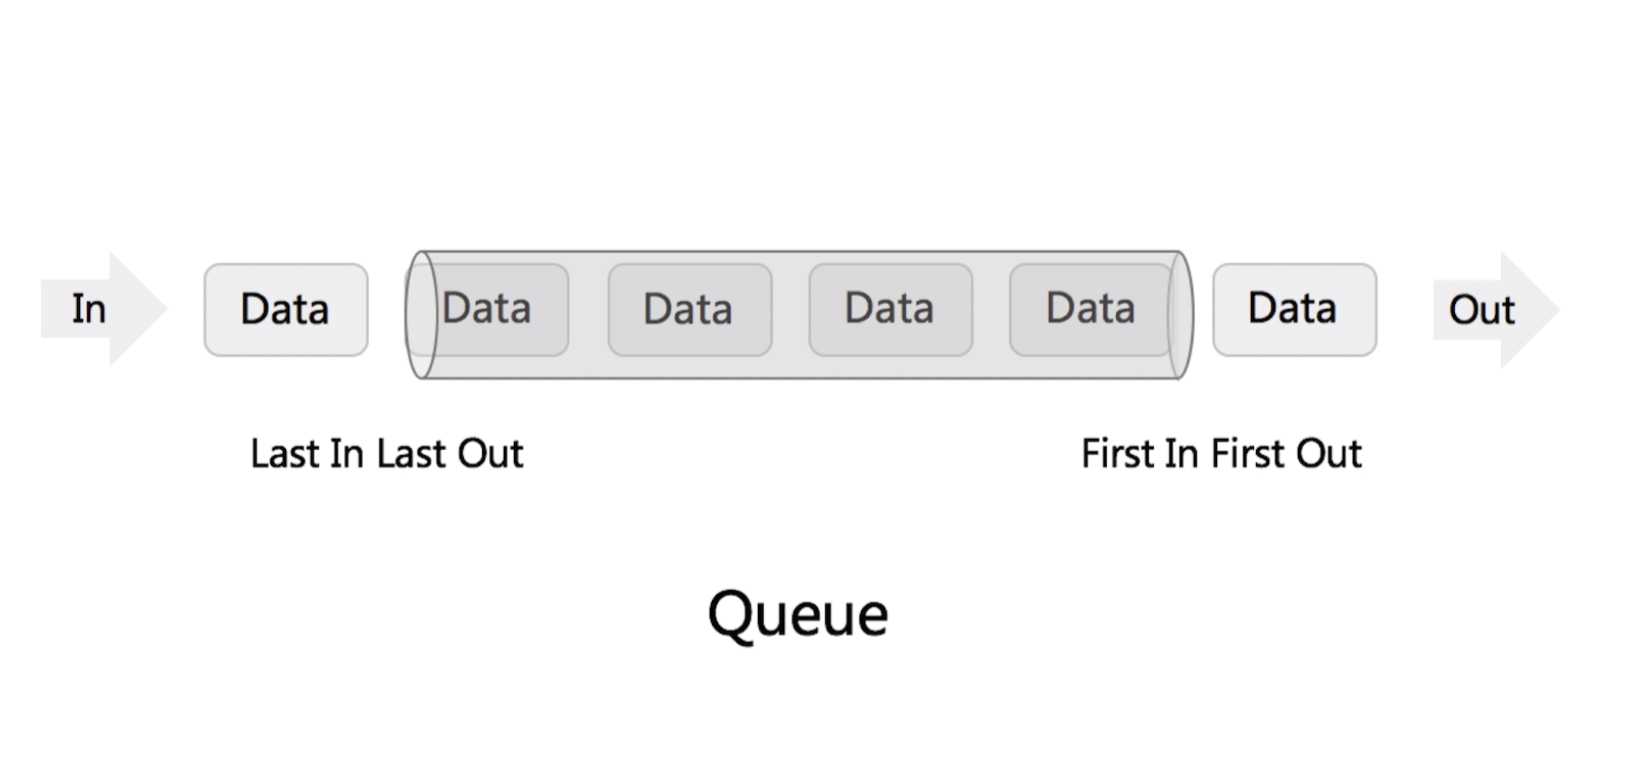 In Data Data Data Data Data Data Out
Last In Last Out First In First Out
Queue